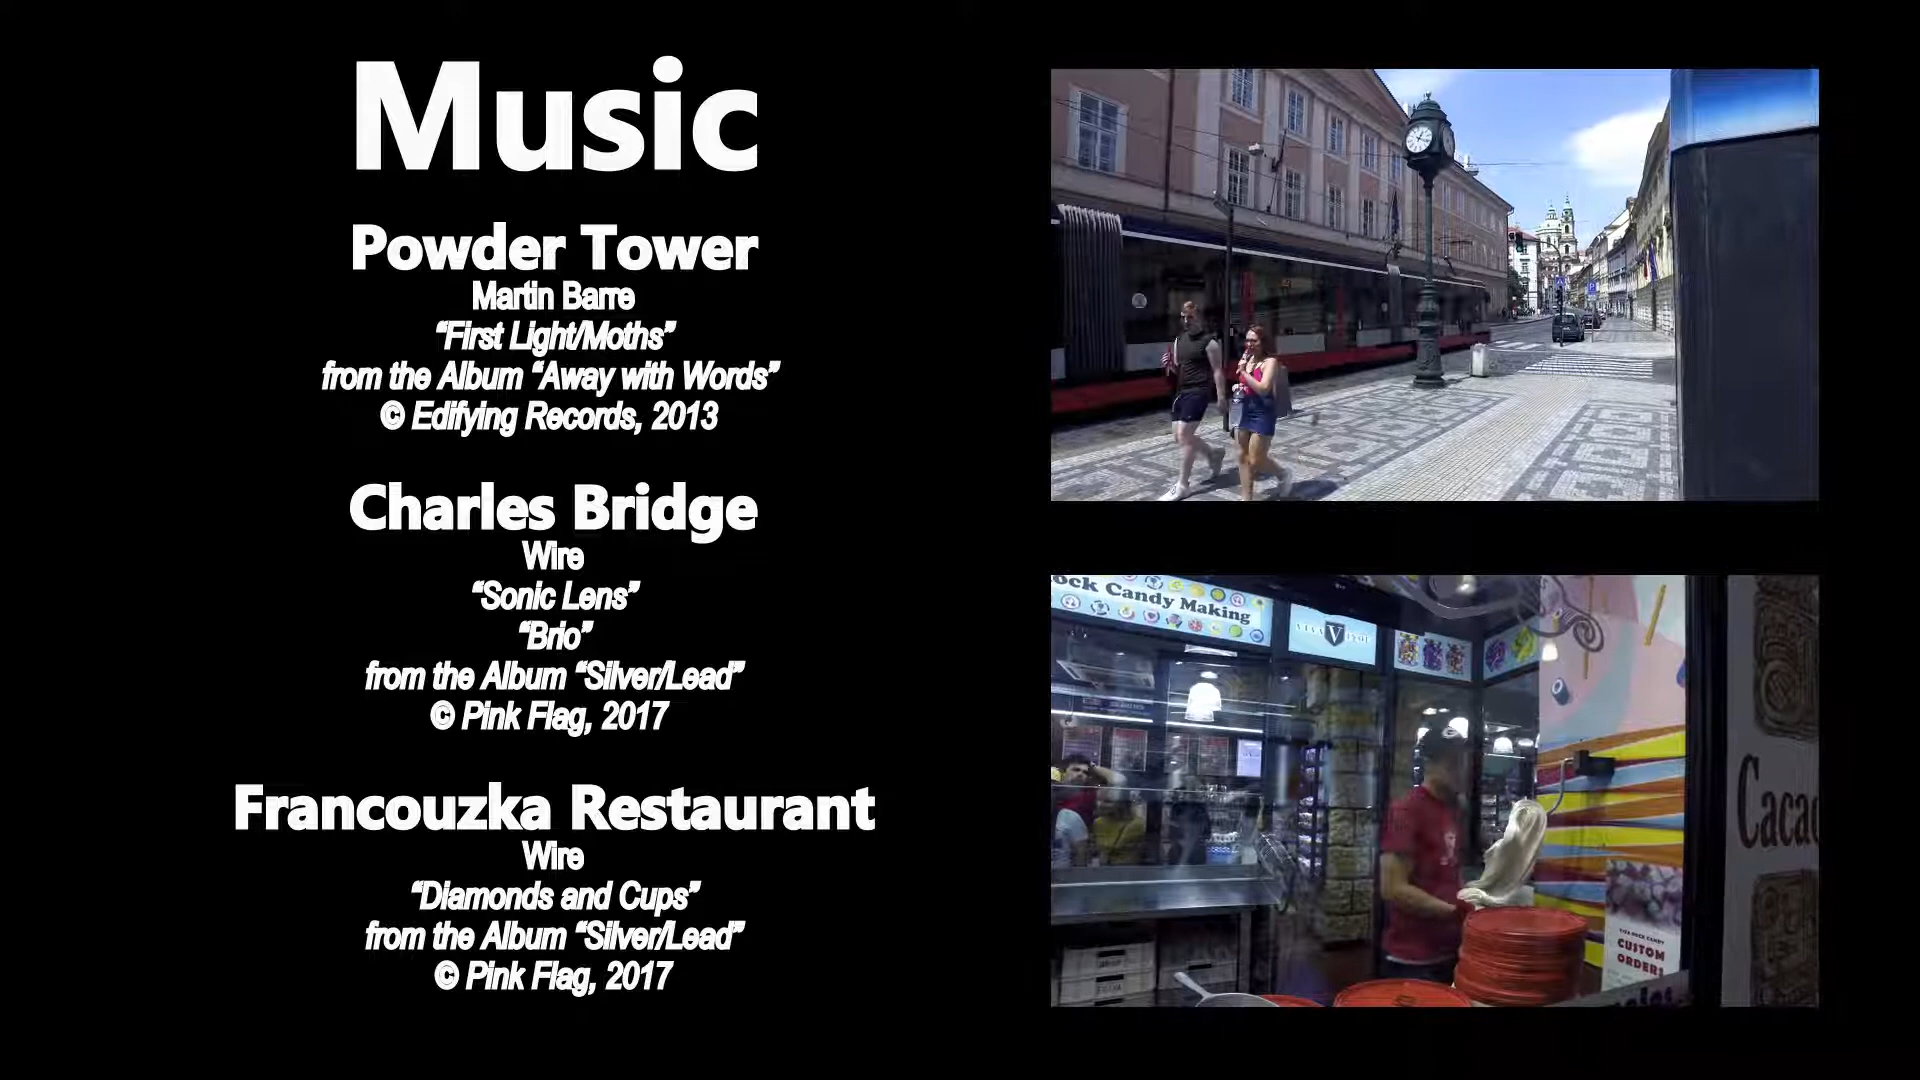 Music
Powder Tower
Martin Barre
“First Light/Moths”
from the Album “Away with Words”
© Edifying Records, 2013
Charles Bridge
Wire
“Sonic Lens”
“Brio”
from the Album “Silver/Lead”
© Pink Flag, 2017
Francouzka Restaurant
Wire
“Diamonds and Cups”
from the Album “Silver/Lead”
© Pink Flag, 2017
ock Candy Making
V
Cacao
CUSTOM
ORDERS